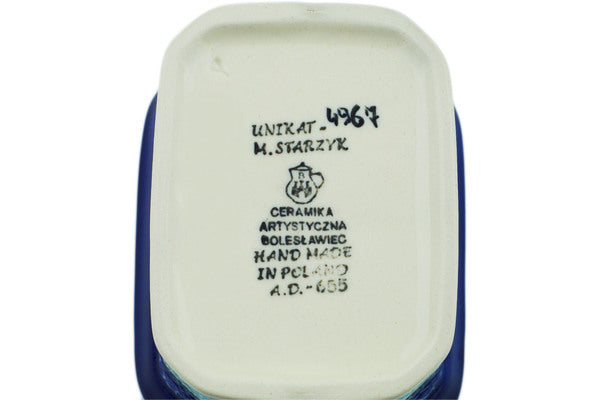 UNIKAT-4967
M. STARZYK
B
CERAMIKA
ARTYSTYCZNA
BOLESŁAWIEC
HAND MADE
IN POLAND
A.D.-655